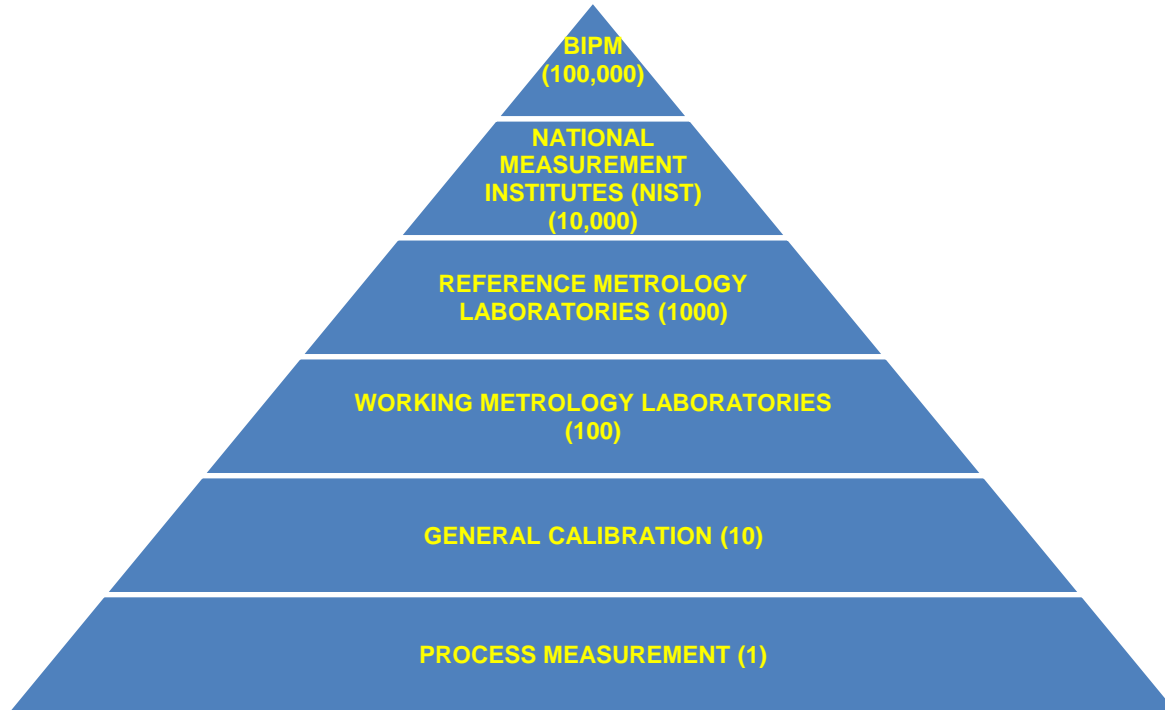 BIPM
(100,000)
NATIONAL
MEASUREMENT
INSTITUTES (NIST)
(10,000)
REFERENCE METROLOGY
LABORATORIES (1000)
WORKING METROLOGY LABORATORIES
(100)
GENERAL CALIBRATION (10)
PROCESS MEASUREMENT (1)